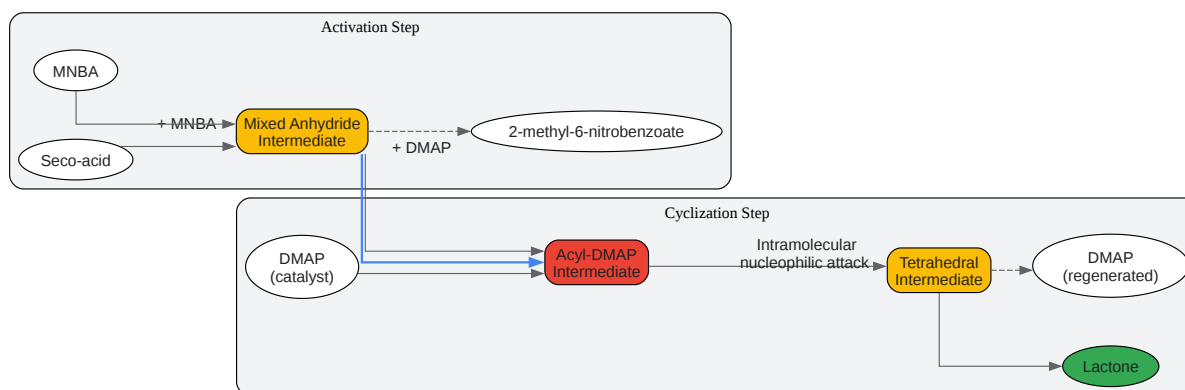 Activation Step
MNBA
+ MNBA
Seco-acid
Mixed Anhydride
Intermediate
+ DMAP
2-methyl-6-nitrobenzoate
Cyclization Step
DMAP
(catalyst)
Acyl-DMAP
Intermediate
Intramolecular
nucleophilic attack
Tetrahedral
Intermediate
DMAP
(regenerated)
Lactone